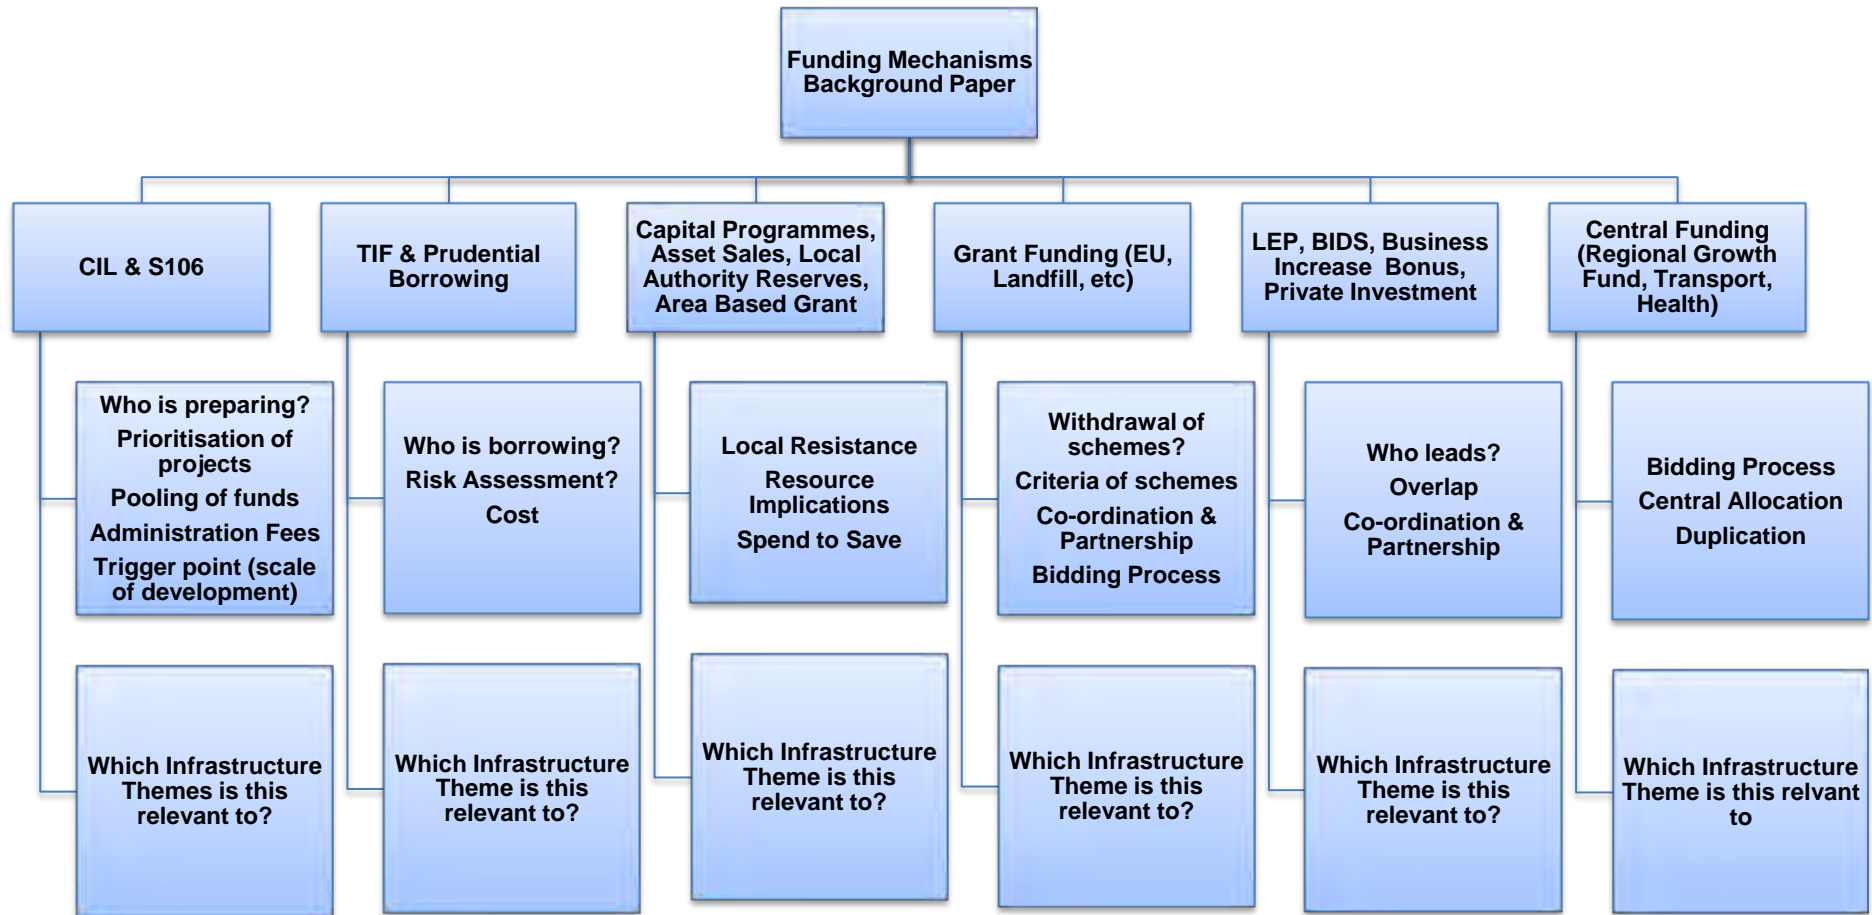 Funding Mechanisms
Background Paper
CIL & S106
TIF & Prudential
Borrowing
Capital Programmes,
Asset Sales, Local
Authority Reserves,
Area Based Grant
Grant Funding (EU,
Landfill, etc)
LEP, BIDS, Business
Increase Bonus,
Private Investment
Central Funding
(Regional Growth
Fund, Transport,
Health)
Who is preparing?
Prioritisation of
projects
Pooling of funds
Administration Fees
Trigger point (scale
of development)
Who is borrowing?
Risk Assessment?
Cost
Local Resistance
Resource
Implications
Spend to Save
Withdrawal of
schemes?
Criteria of schemes
Co-ordination &
Partnership
Bidding Process
Who leads?
Overlap
Co-ordination &
Partnership
Bidding Process
Central Allocation
Duplication
Which Infrastructure
Themes is this
relevant to?
Which Infrastructure
Theme is this
relevant to?
Which Infrastructure
Theme is this
relevant to?
Which Infrastructure
Theme is this
relevant to?
Which Infrastructure
Theme is this
relevant to?
Which Infrastructure
Theme is this relvant
to